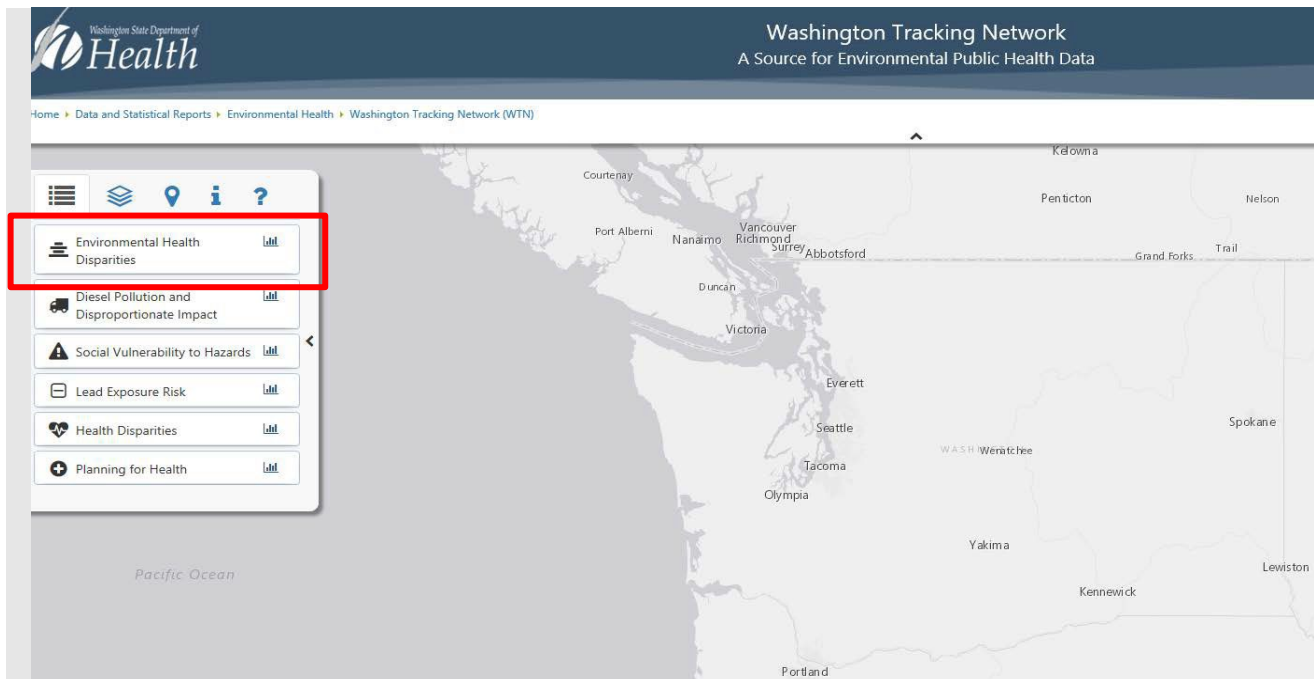 Washington State Department of
Health
Washington Tracking Network
A Source for Environmental Public Health Data
Home ▸ Data and Statistical Reports ▸ Environmental Health ▸ Washington Tracking Network (WTN)
Environmental Health
Disparities
Diesel Pollution and
Disproportionate Impact
Social Vulnerability to Hazards
Lead Exposure Risk
Health Disparities
Planning for Health
Kelowna
Courtenay
Penticton
Nelson
Port Alberni
Nanaimo
Vancouver
Richmond
Surrey
Abbotsford
Trail
Grand Forks
Duncan
Victoria
Everett
Seattle
Spokane
Wenatchee
Tacoma
Olympia
Yakima
Pacific Ocean
Lewiston
Kennewick
Portland